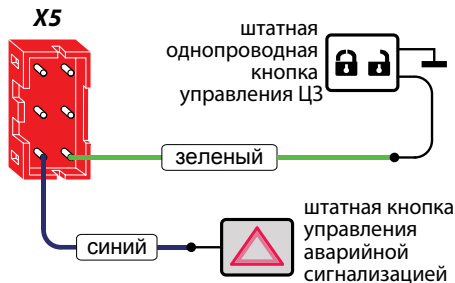 X5
штатная
однопроводная
кнопка
управления ЦЗ
зеленый
синий
штатная кнопка
управления
аварийной
сигнализацией